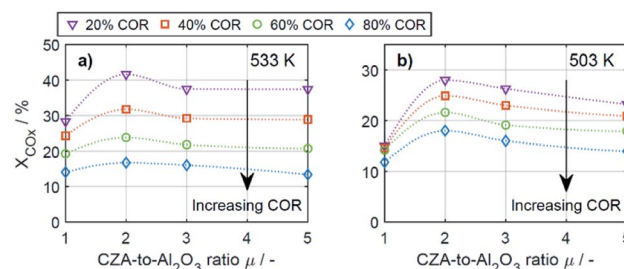 20% COR 40% COR 60% COR 80% COR
a) 533 K
X_COx / %
50
40
30
20
10
0
Increasing COR
1 2 3 4 5
CZA-to-Al₂O₃ ratio μ / -
b) 503 K
30
20
10
0
Increasing COR
1 2 3 4 5
CZA-to-Al₂O₃ ratio μ / -